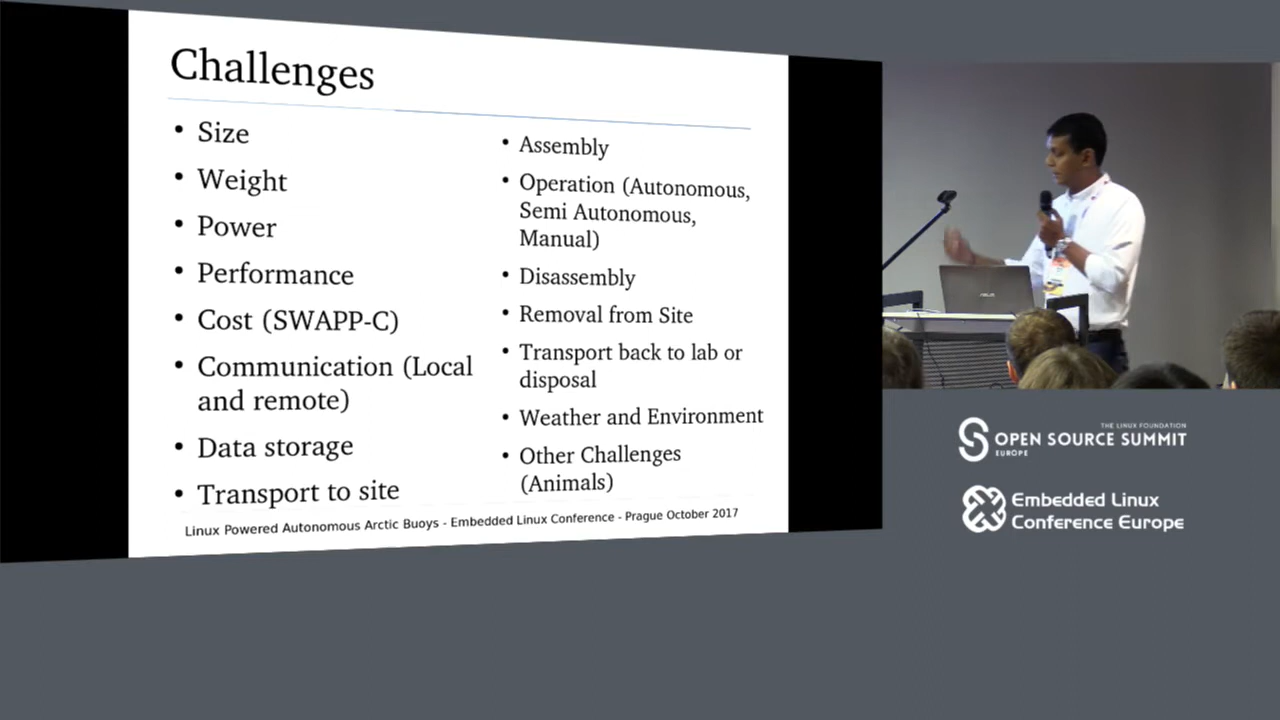 Challenges
• Size
• Weight
• Power
• Performance
• Cost (SWAPP-C)
• Communication (Local
and remote)
• Data storage
• Transport to site
• Assembly
• Operation (Autonomous,
Semi Autonomous,
Manual)
• Disassembly
• Removal from Site
• Transport back to lab or
disposal
• Weather and Environment
• Other Challenges
(Animals)
Linux Powered Autonomous Arctic Buoys - Embedded Linux Conference - Prague October 2017
THE LINUX FOUNDATION
OPEN SOURCE SUMMIT
EUROPE
Embedded Linux
Conference Europe